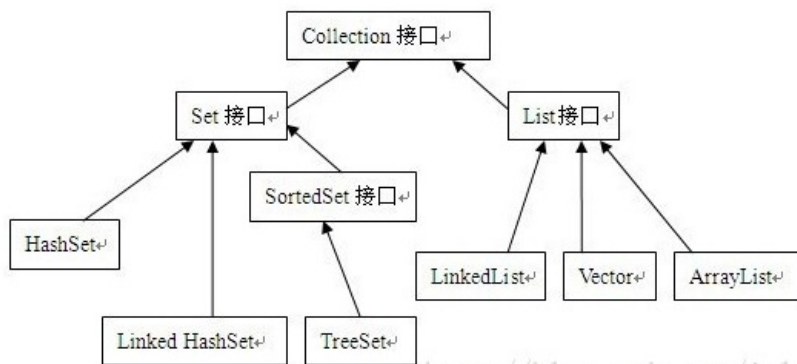 Collection 接口↵
Set 接口↵
List接口↵
SortedSet 接口↵
HashSet↵
LinkedList↵
Vector↵
ArrayList↵
Linked HashSet↵
TreeSet↵